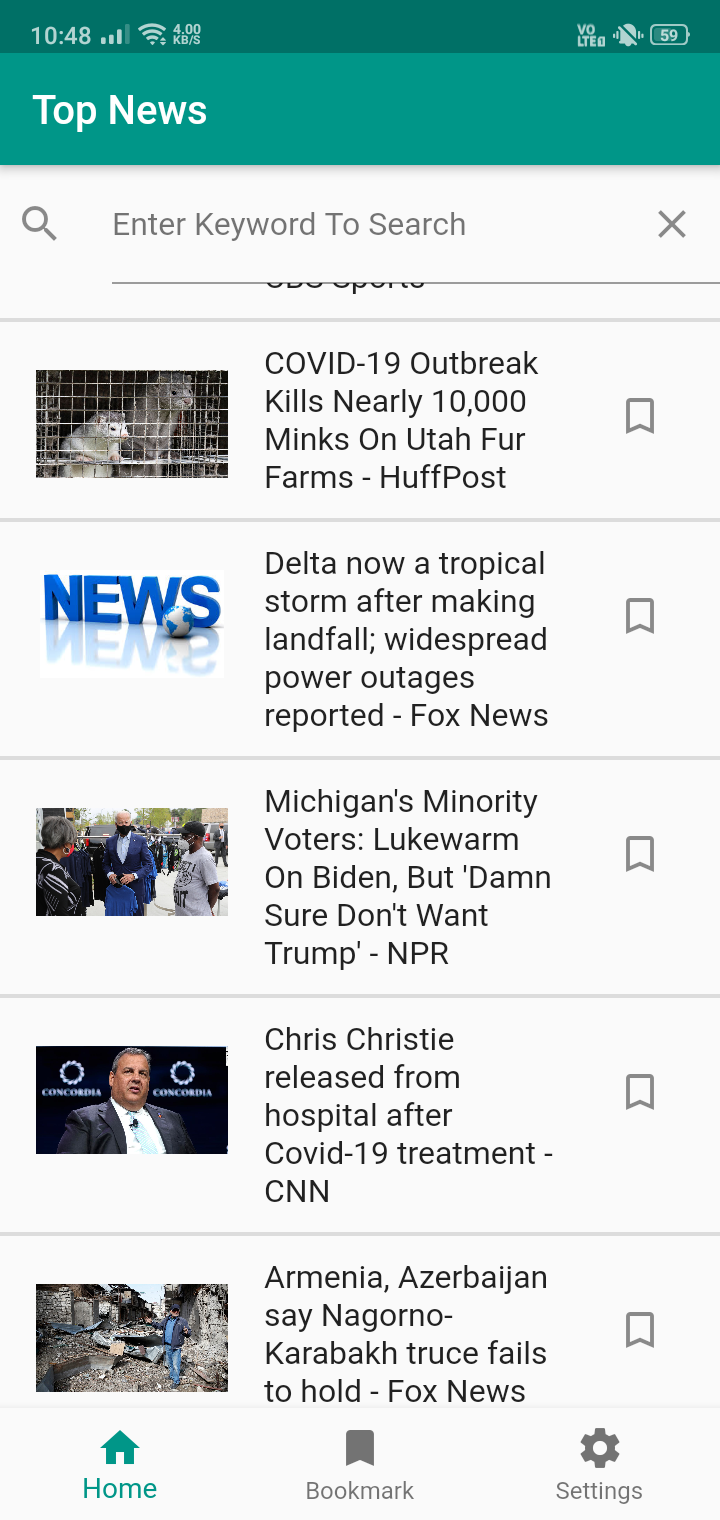 10:48
4.00
KB/S
VO
LTE
59
Top News
Enter Keyword To Search
CBS Sports
COVID-19 Outbreak
Kills Nearly 10,000
Minks On Utah Fur
Farms - HuffPost
NEWS
Delta now a tropical
storm after making
landfall; widespread
power outages
reported - Fox News
Michigan's Minority
Voters: Lukewarm
On Biden, But 'Damn
Sure Don't Want
Trump' - NPR
CONCORDIA
CONCORDIA
Chris Christie
released from
hospital after
Covid-19 treatment -
CNN
Armenia, Azerbaijan
say Nagorno-
Karabakh truce fails
to hold - Fox News
Home
Bookmark
Settings